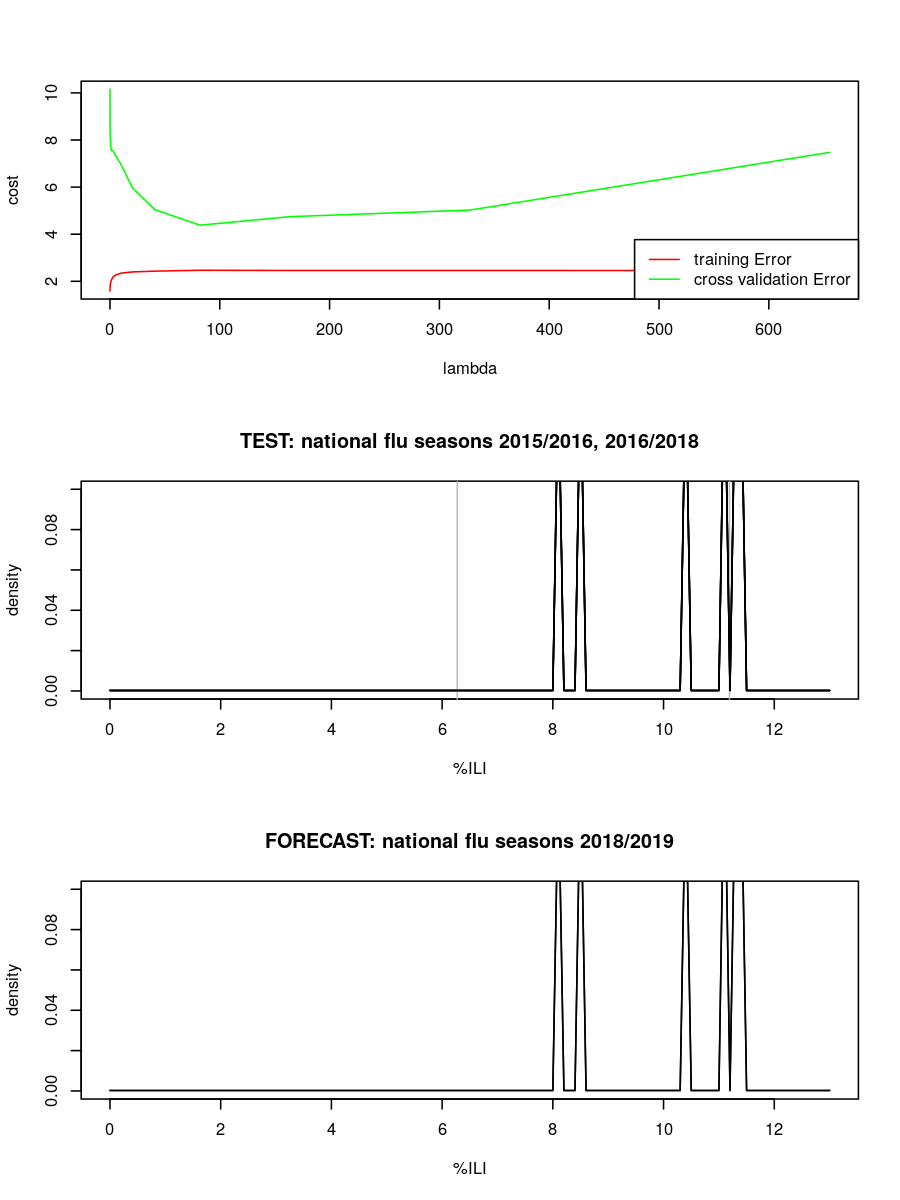 10
8
6
4
2
cost
training Error
cross validation Error
0 100 200 300 400 500 600
lambda
TEST: national flu seasons 2015/2016, 2016/2018
0.08
0.04
0.00
density
0 2 4 6 8 10 12
%ILI
FORECAST: national flu seasons 2018/2019
0.08
0.04
0.00
density
0 2 4 6 8 10 12
%ILI